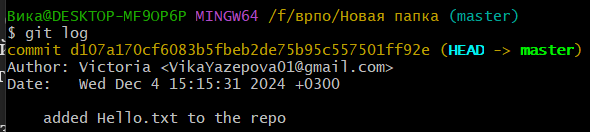 Вика@DESKTOP-MF9OP6P MINGW64 /f/врпо/Новая папка (master)
$ git log
commit d107a170cf6083b5fbeb2de75b95c557501ff92e (HEAD -> master)
Author: Victoria <VikaYazepova01@gmail.com>
Date:   Wed Dec 4 15:15:31 2024 +0300
    added Hello.txt to the repo